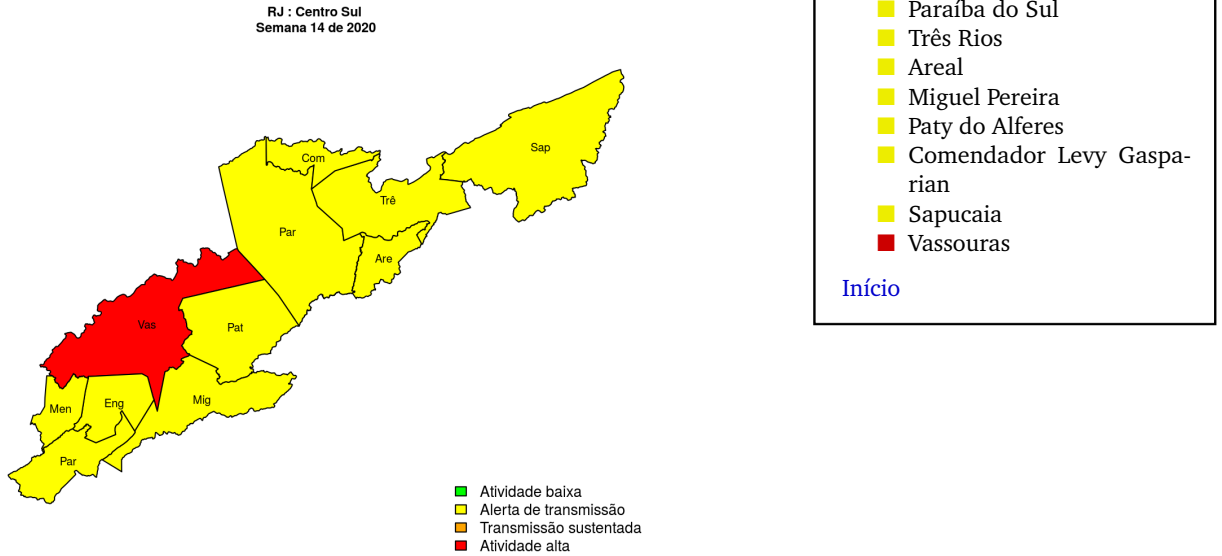 RJ : Centro Sul
Semana 14 de 2020
Sap
Com
Trê
Par
Are
Vas
Pat
Men
Eng
Mig
Par
Atividade baixa
Alerta de transmissão
Transmissão sustentada
Atividade alta
Paraíba do Sul
Três Rios
Areal
Miguel Pereira
Paty do Alferes
Comendador Levy Gaspa-
rian
Sapucaia
Vassouras
Início